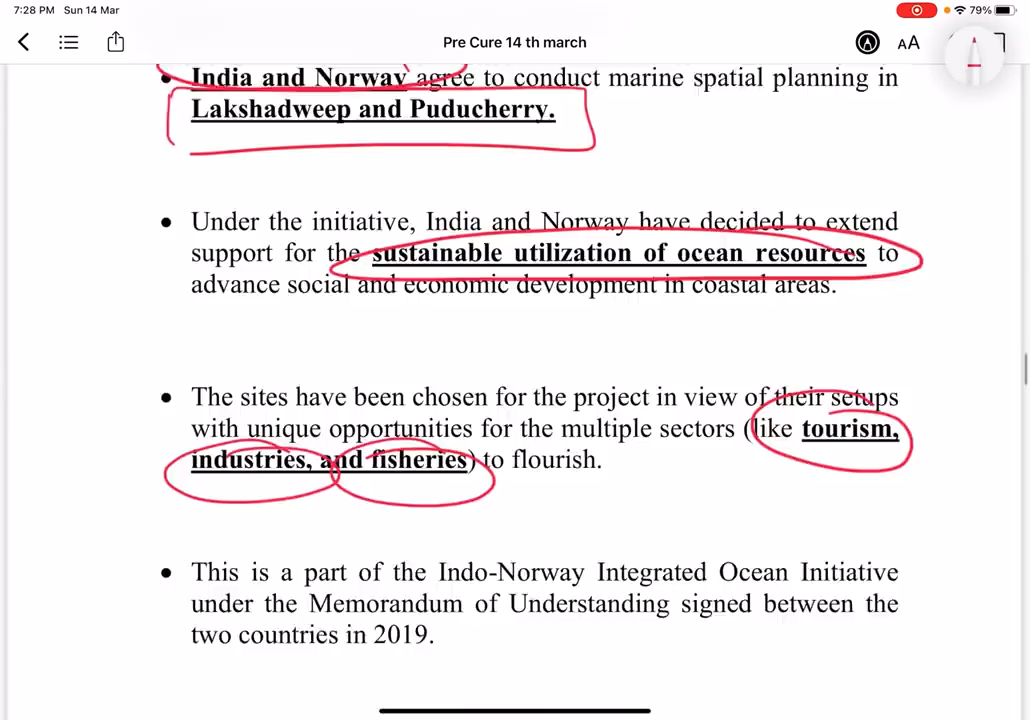 7:28 PM Sun 14 Mar
79%
Pre Cure 14 th march
AA
• India and Norway agree to conduct marine spatial planning in
Lakshadweep and Puducherry.
• Under the initiative, India and Norway have decided to extend
support for the sustainable utilization of ocean resources to
advance social and economic development in coastal areas.
• The sites have been chosen for the project in view of their setups
with unique opportunities for the multiple sectors (like tourism,
industries, and fisheries) to flourish.
• This is a part of the Indo-Norway Integrated Ocean Initiative
under the Memorandum of Understanding signed between the
two countries in 2019.